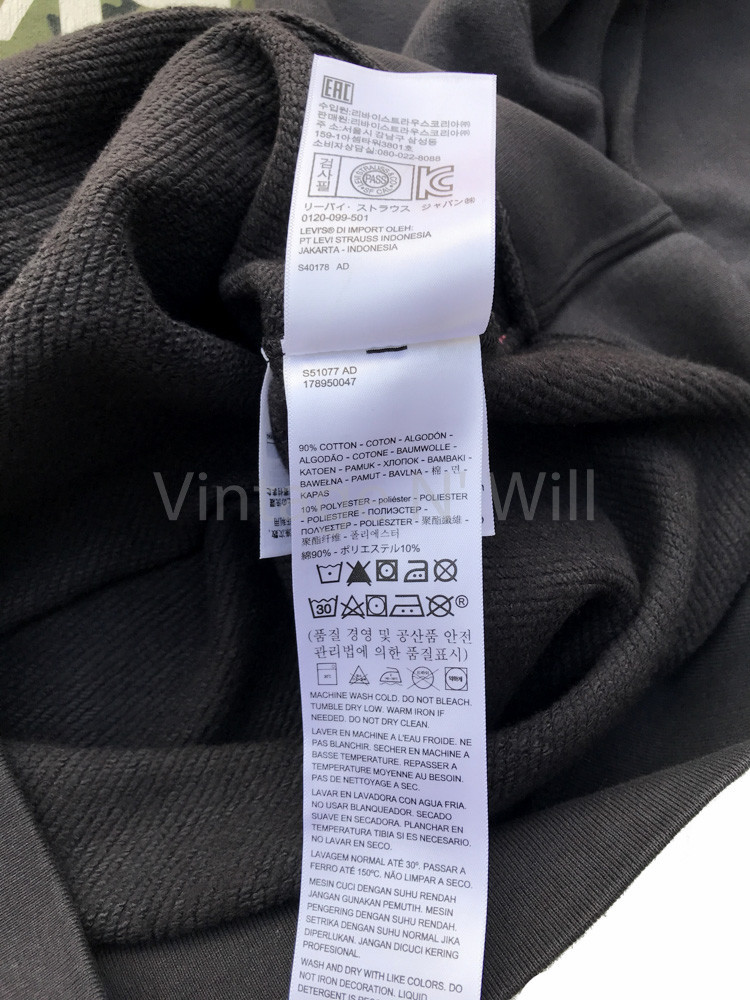 EAC
수입원:리바이스트라우스코리아㈜
판매원:리바이스트라우스코리아㈜
주 소:서울시 강남구 삼성동
159-1아셈타워3801호
소비자상담실:080-022-8088
검사필
PASS
リーバイ・ストラウス ジャパン㈱
0120-099-501
LEVI'S® DI IMPORT OLEH:
PT LEVI STRAUSS INDONESIA
JAKARTA - INDONESIA
S40178 AD
S51077 AD
178950047
90% COTTON - COTON - ALGODÓN -
ALGODÃO - COTONE - BAUMWOLLE -
KATOEN - PAMUK - ХЛОПОК - BAMBAKI -
BAWEŁNA - PAMUT - BAVLNA - 棉 - 면 -
KAPAS
10% POLYESTER - poliéster - POLIESTER
- POLIESTERE - ПОЛИЭСТЕР -
ΠΟΛΥΕΣΤΕΡ - POLIÉSZTER - 聚酯纖維 -
聚酯纤维 - 폴리에스터
綿90% - ポリエステル10%
30
®
(품질 경영 및 공산품 안전
관리법에 의한 품질표시)
MACHINE WASH COLD. DO NOT BLEACH.
TUMBLE DRY LOW. WARM IRON IF
NEEDED. DO NOT DRY CLEAN.
LAVER EN MACHINE A L'EAU FROIDE. NE
PAS BLANCHIR. SECHER EN MACHINE A
BASSE TEMPERATURE. REPASSER A
TEMPERATURE MOYENNE AU BESOIN.
PAS DE NETTOYAGE A SEC.
LAVAR EN LAVADORA CON AGUA FRIA.
NO USAR BLANQUEADOR. SECADO
SUAVE EN SECADORA. PLANCHAR EN
TEMPERATURA TIBIA SI ES NECESARIO.
NO LAVAR EN SECO.
LAVAGEM NORMAL ATÉ 30º. PASSAR A
FERRO ATÉ 150ºC. NÃO LIMPAR A SECO.
MESIN CUCI DENGAN SUHU RENDAH
JANGAN GUNAKAN PEMUTIH. MESIN
PENGERING DENGAN SUHU RENDAH.
SETRIKA DENGAN SUHU NORMAL JIKA
DIPERLUKAN. JANGAN DICUCI KERING
PROFESIONAL.
WASH AND DRY WITH LIKE COLORS. DO
NOT IRON DECORATION. LIQUID
DETERGENT IS
N' Will